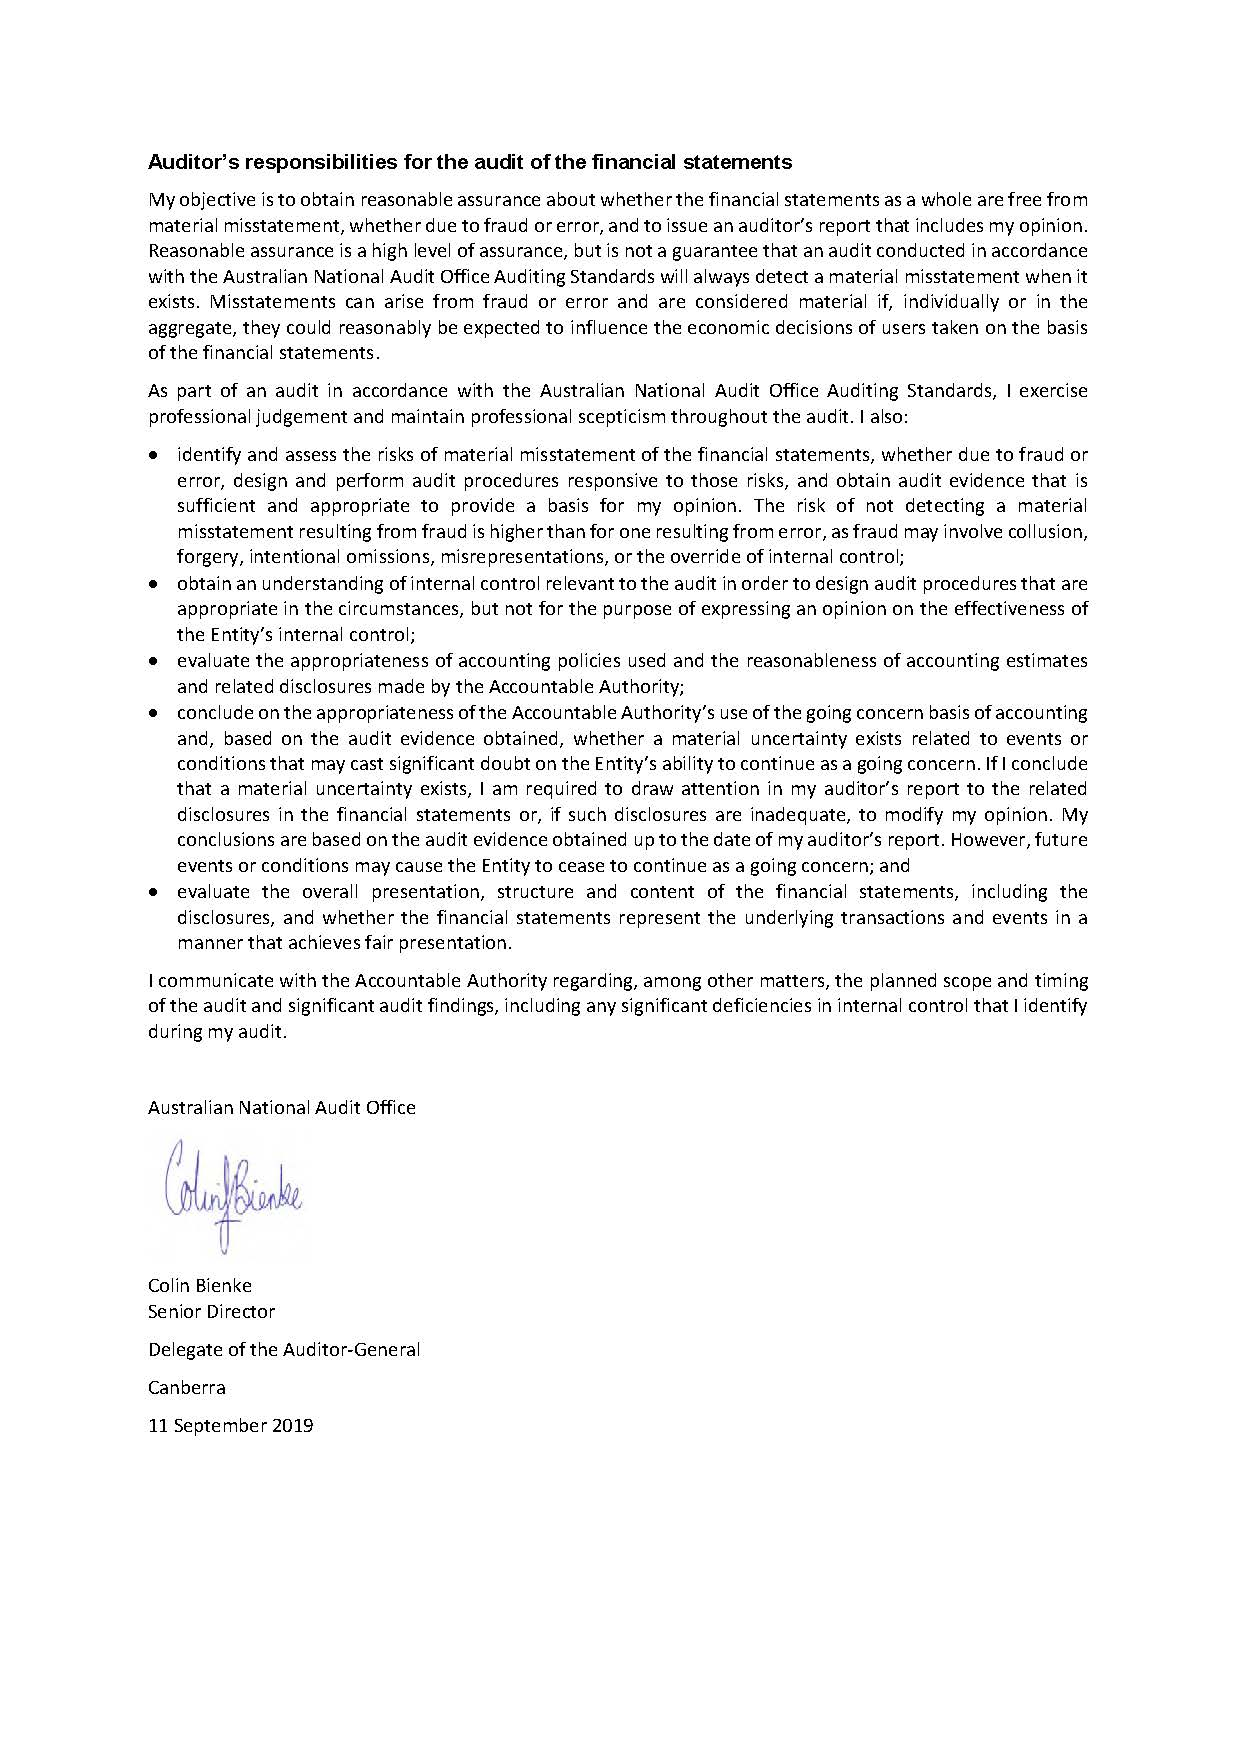 Auditor’s responsibilities for the audit of the financial statements
My objective is to obtain reasonable assurance about whether the financial statements as a whole are free from
material misstatement, whether due to fraud or error, and to issue an auditor’s report that includes my opinion.
Reasonable assurance is a high level of assurance, but is not a guarantee that an audit conducted in accordance
with the Australian National Audit Office Auditing Standards will always detect a material misstatement when it
exists. Misstatements can arise from fraud or error and are considered material if, individually or in the
aggregate, they could reasonably be expected to influence the economic decisions of users taken on the basis
of the financial statements.
As part of an audit in accordance with the Australian National Audit Office Auditing Standards, I exercise
professional judgement and maintain professional scepticism throughout the audit. I also:
• identify and assess the risks of material misstatement of the financial statements, whether due to fraud or
error, design and perform audit procedures responsive to those risks, and obtain audit evidence that is
sufficient and appropriate to provide a basis for my opinion. The risk of not detecting a material
misstatement resulting from fraud is higher than for one resulting from error, as fraud may involve collusion,
forgery, intentional omissions, misrepresentations, or the override of internal control;
• obtain an understanding of internal control relevant to the audit in order to design audit procedures that are
appropriate in the circumstances, but not for the purpose of expressing an opinion on the effectiveness of
the Entity’s internal control;
• evaluate the appropriateness of accounting policies used and the reasonableness of accounting estimates
and related disclosures made by the Accountable Authority;
• conclude on the appropriateness of the Accountable Authority’s use of the going concern basis of accounting
and, based on the audit evidence obtained, whether a material uncertainty exists related to events or
conditions that may cast significant doubt on the Entity’s ability to continue as a going concern. If I conclude
that a material uncertainty exists, I am required to draw attention in my auditor’s report to the related
disclosures in the financial statements or, if such disclosures are inadequate, to modify my opinion. My
conclusions are based on the audit evidence obtained up to the date of my auditor’s report. However, future
events or conditions may cause the Entity to cease to continue as a going concern; and
• evaluate the overall presentation, structure and content of the financial statements, including the
disclosures, and whether the financial statements represent the underlying transactions and events in a
manner that achieves fair presentation.
I communicate with the Accountable Authority regarding, among other matters, the planned scope and timing
of the audit and significant audit findings, including any significant deficiencies in internal control that I identify
during my audit.
Australian National Audit Office
Colin J Bienke
Colin Bienke
Senior Director
Delegate of the Auditor-General
Canberra
11 September 2019